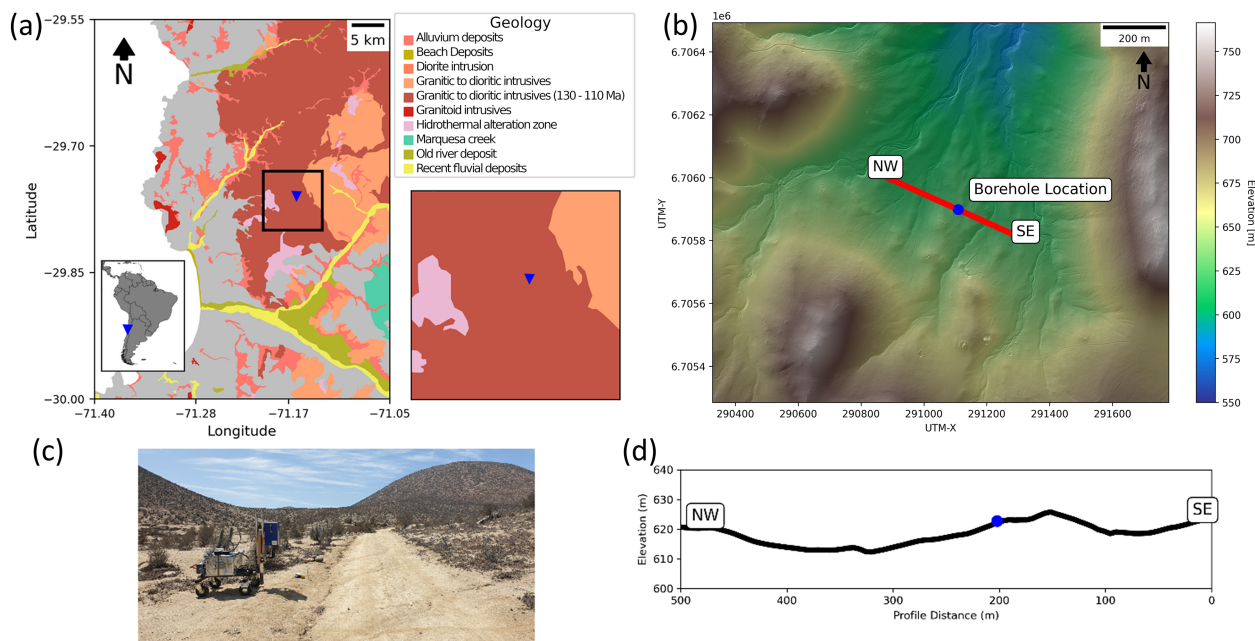 (a)
−29.55
−29.70
−29.85
−30.00
Latitude
−71.40
−71.28
−71.17
−71.05
Longitude
N
5 km
Geology
Alluvium deposits
Beach Deposits
Diorite intrusion
Granitic to dioritic intrusives
Granitic to dioritic intrusives (130 - 110 Ma)
Granitoid intrusives
Hidrothermal alteration zone
Marquesa creek
Old river deposit
Recent fluvial deposits
(b)
1e6
6.7064
6.7062
6.7060
6.7058
6.7056
6.7054
UTM-Y
290400
290600
290800
291000
291200
291400
291600
UTM-X
200 m
N
NW
Borehole Location
SE
750
725
700
675
650
625
600
575
550
Elevation [m]
(c)
(d)
640
630
620
610
600
Elevation (m)
NW
SE
500
400
300
200
100
0
Profile Distance (m)